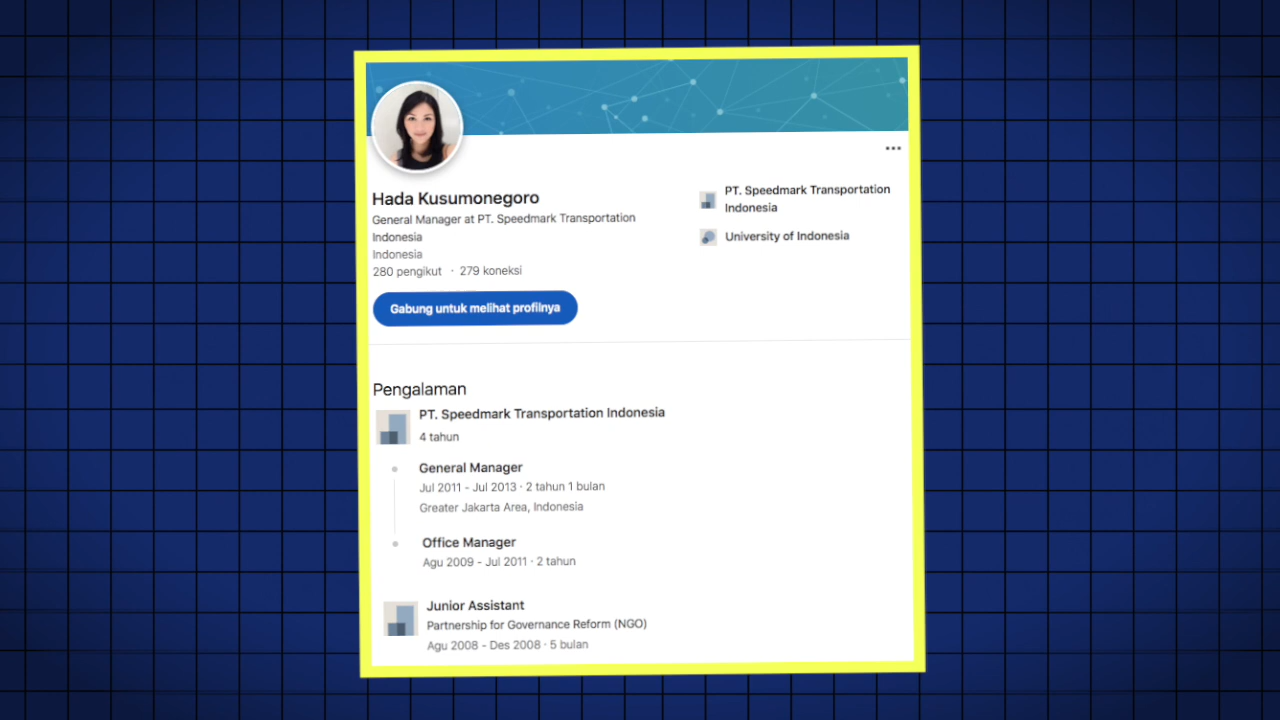 Hada Kusumonegoro
General Manager at PT. Speedmark Transportation
Indonesia
Indonesia
280 pengikut · 279 koneksi
Gabung untuk melihat profilnya
PT. Speedmark Transportation
Indonesia
University of Indonesia
Pengalaman
PT. Speedmark Transportation Indonesia
4 tahun
General Manager
Jul 2011 - Jul 2013 · 2 tahun 1 bulan
Greater Jakarta Area, Indonesia
Office Manager
Agu 2009 - Jul 2011 · 2 tahun
Junior Assistant
Partnership for Governance Reform (NGO)
Agu 2008 - Des 2008 · 5 bulan